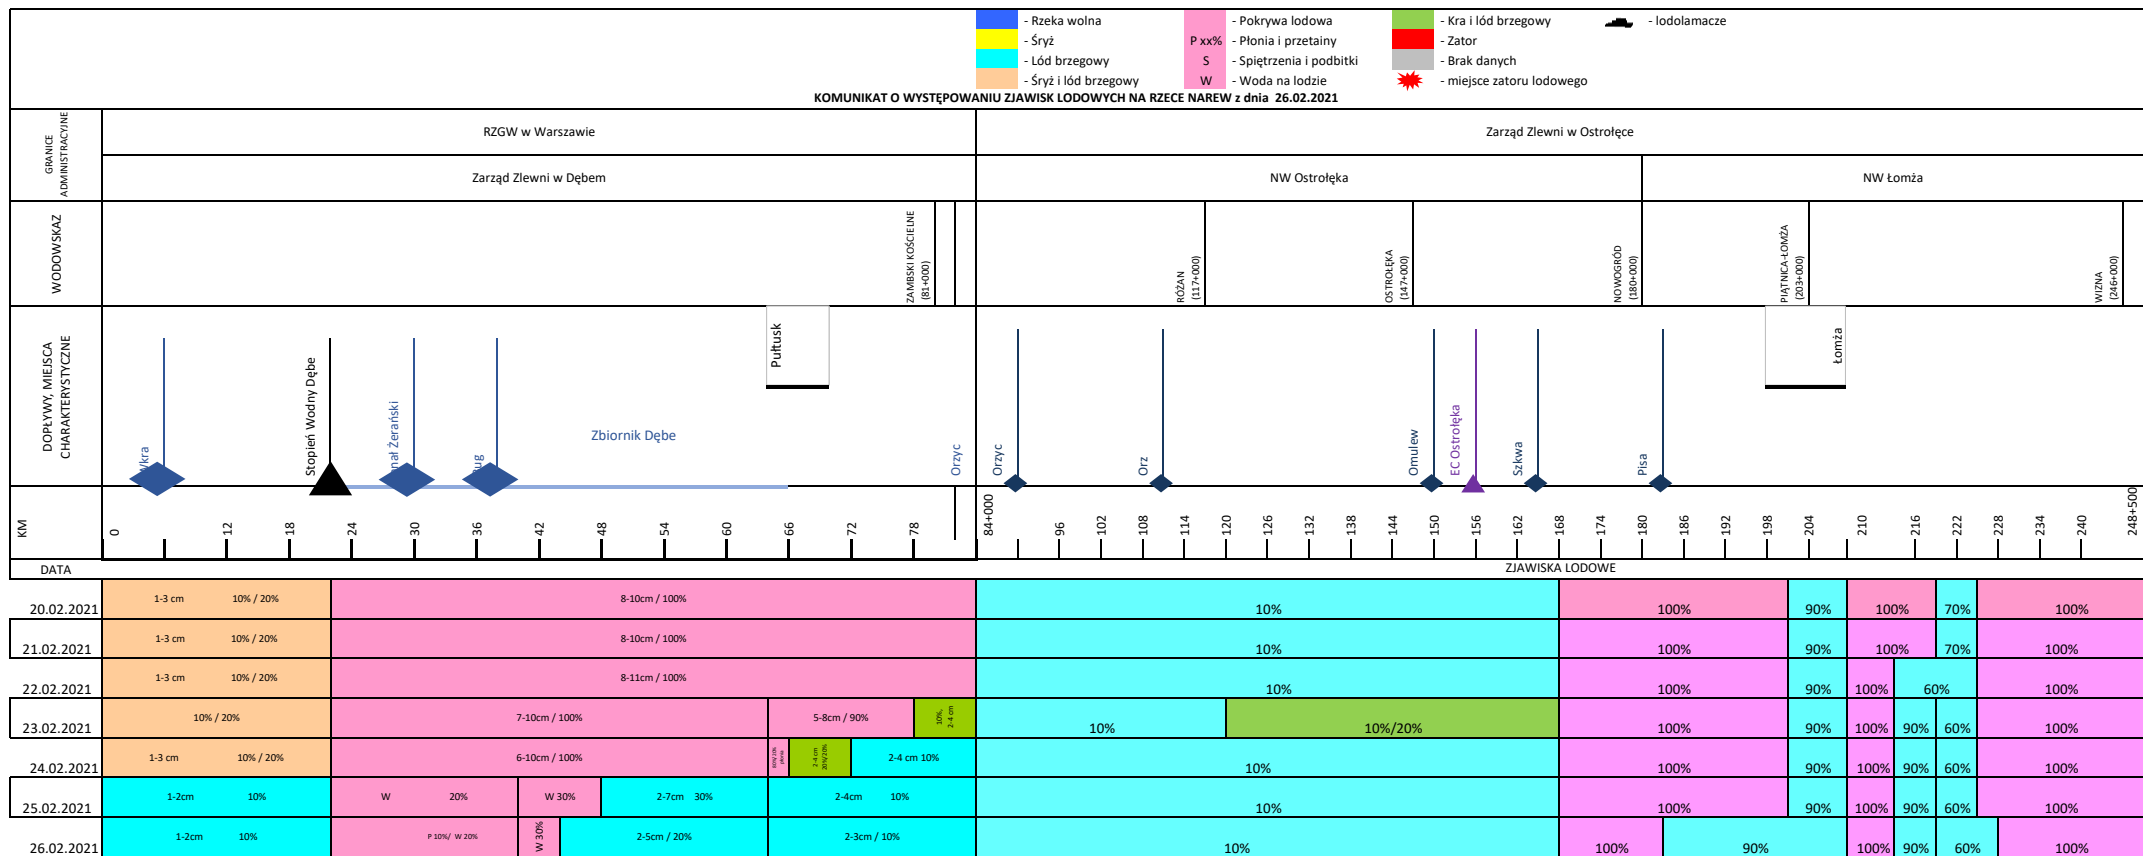 - Rzeka wolna
- Śryż
- Lód brzegowy
- Śryż i lód brzegowy
- Pokrywa lodowa
P xx% - Płonia i przetainy
S - Spiętrzenia i podbitki
W - Woda na lodzie
- Kra i lód brzegowy
- Zator
- Brak danych
- miejsce zatoru lodowego
- lodolamacze
KOMUNIKAT O WYSTĘPOWANIU ZJAWISK LODOWYCH NA RZECE NAREW z dnia 26.02.2021
GRANICE
ADMINISTRACYJNE
RZGW w Warszawie
Zarząd Zlewni w Ostrołęce
Zarząd Zlewni w Dębem
NW Ostrołęka
NW Łomża
WODOWSKAZ
ZAMBSKI KOŚCIELNE
(81+000)
RÓŻAN
(117+000)
OSTROŁĘKA
(147+000)
NOWOGRÓD
(180+000)
PIĄTNICA-ŁOMŻA
(203+000)
WIZNA
(246+000)
DOPŁYWY, MIEJSCA
CHARAKTERYSTYCZNE
Wkra
Stopień Wodny Dębe
nał Żerański
Bug
Zbiornik Dębe
Pułtusk
Orzyc
Orzyc
Orz
Omulew
EC Ostrołęka
Szkwa
Pisa
Łomża
KM
0 12 18 24 30 36 42 48 54 60 66 72 78 84+000 96 102 108 114 120 126 132 138 144 150 156 162 168 174 180 186 192 198 204 210 216 222 228 234 240 248+500
DATA
ZJAWISKA LODOWE
20.02.2021 1-3 cm 10% / 20% 8-10cm / 100% 10% 100% 90% 100% 70% 100%
21.02.2021 1-3 cm 10% / 20% 8-10cm / 100% 10% 100% 90% 100% 70% 100%
22.02.2021 1-3 cm 10% / 20% 8-11cm / 100% 10% 100% 90% 100% 60% 100%
23.02.2021 10% / 20% 7-10cm / 100% 5-8cm / 90% 10%, 2-4 cm 10% 10%/20% 100% 90% 100% 90% 60% 100%
24.02.2021 1-3 cm 10% / 20% 6-10cm / 100% 2-4 cm 20%/20% 2-4 cm 10% 10% 100% 90% 100% 90% 60% 100%
25.02.2021 1-2cm 10% W 20% W 30% 2-7cm 30% 2-4cm 10% 10% 100% 90% 100% 90% 60% 100%
26.02.2021 1-2cm 10% P 10%/ W 20% W 30% 2-5cm / 20% 2-3cm / 10% 10% 100% 90% 100% 90% 60% 100%